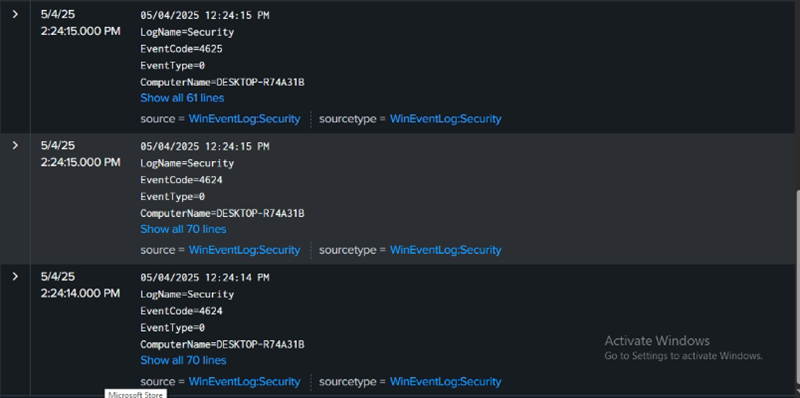 5/4/25
2:24:15.000 PM
05/04/2025 12:24:15 PM
LogName=Security
EventCode=4625
EventType=0
ComputerName=DESKTOP-R74A31B
Show all 61 lines
source = WinEventLog:Security sourcetype = WinEventLog:Security
5/4/25
2:24:15.000 PM
05/04/2025 12:24:15 PM
LogName=Security
EventCode=4624
EventType=0
ComputerName=DESKTOP-R74A31B
Show all 70 lines
source = WinEventLog:Security sourcetype = WinEventLog:Security
5/4/25
2:24:14.000 PM
05/04/2025 12:24:14 PM
LogName=Security
EventCode=4624
EventType=0
ComputerName=DESKTOP-R74A31B
Show all 70 lines
source = WinEventLog:Security sourcetype = WinEventLog:Security
Activate Windows
Go to Settings to activate Windows.
Microsoft Store